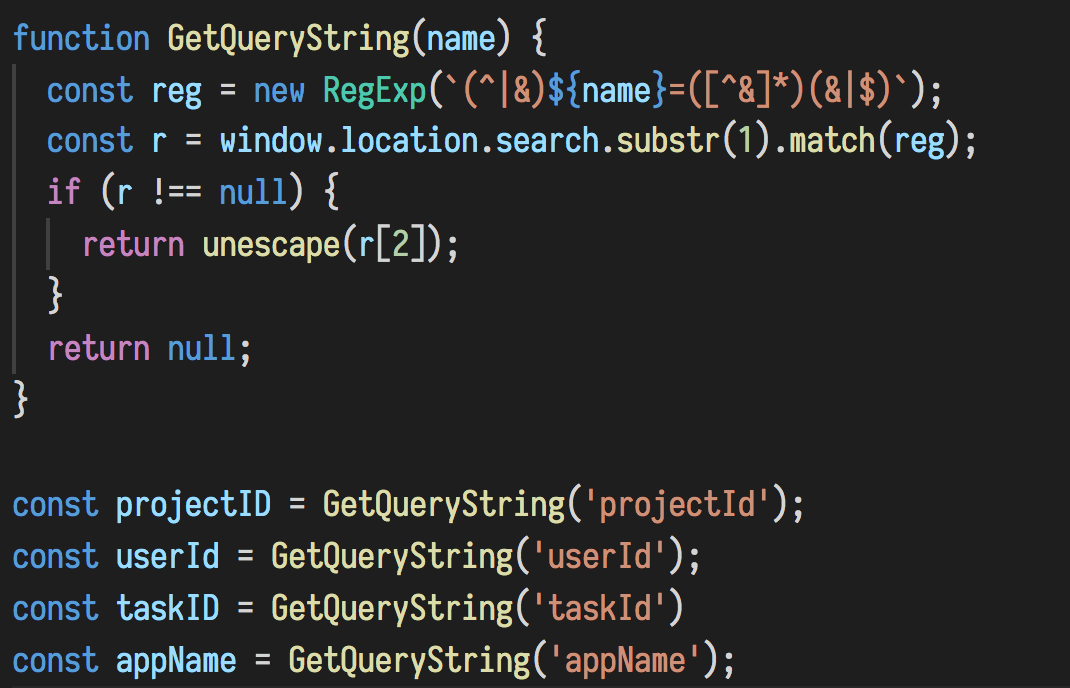 function GetQueryString(name) {
  const reg = new RegExp(`(^|&)${name}=([^&]*)(&|$)`);
  const r = window.location.search.substr(1).match(reg);
  if (r !== null) {
    return unescape(r[2]);
  }
  return null;
}

const projectID = GetQueryString('projectId');
const userId = GetQueryString('userId');
const taskID = GetQueryString('taskId')
const appName = GetQueryString('appName');